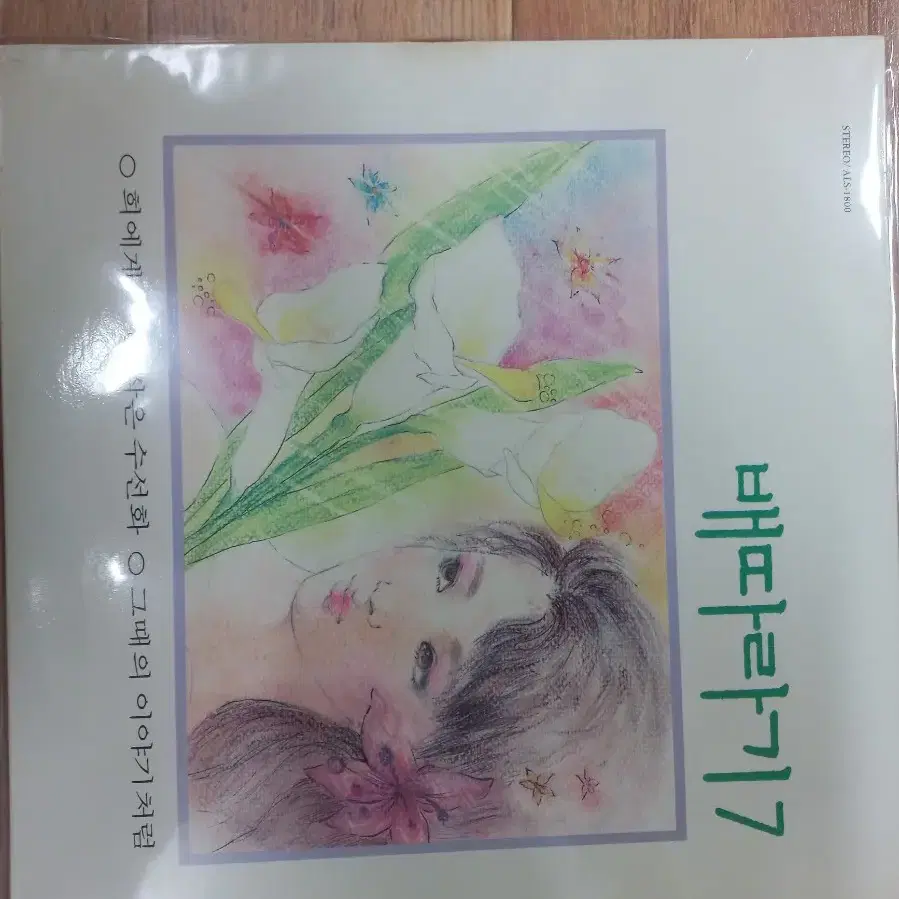 STEREO/ ALS-1800
배따라기 7
○ 희에게 은 수선화 ○ 그때의 이야기 처럼